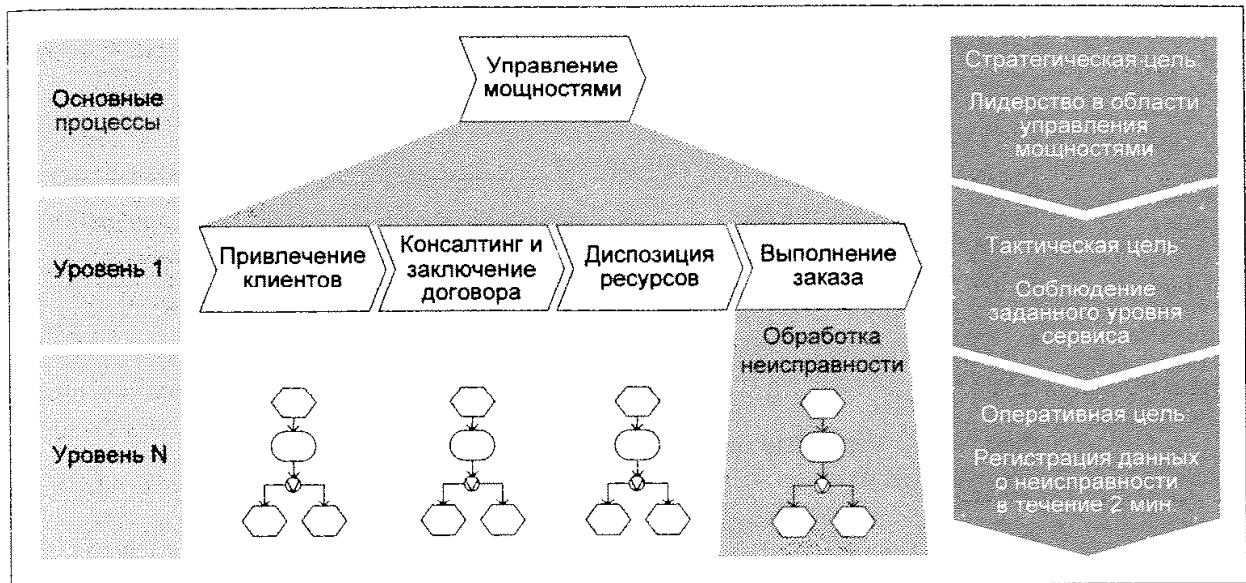 Основные
процессы
Управление
мощностями
Стратегическая цель
Лидерство в области
управления
мощностями
Уровень 1
Привлечение
клиентов
Консалтинг и
заключение
договора
Диспозиция
ресурсов
Выполнение
заказа
Тактическая цель
Соблюдение
заданного уровня
сервиса
Обработка
неисправности
Уровень N
Оперативная цель
Регистрация данных
о неисправности
в течение 2 мин